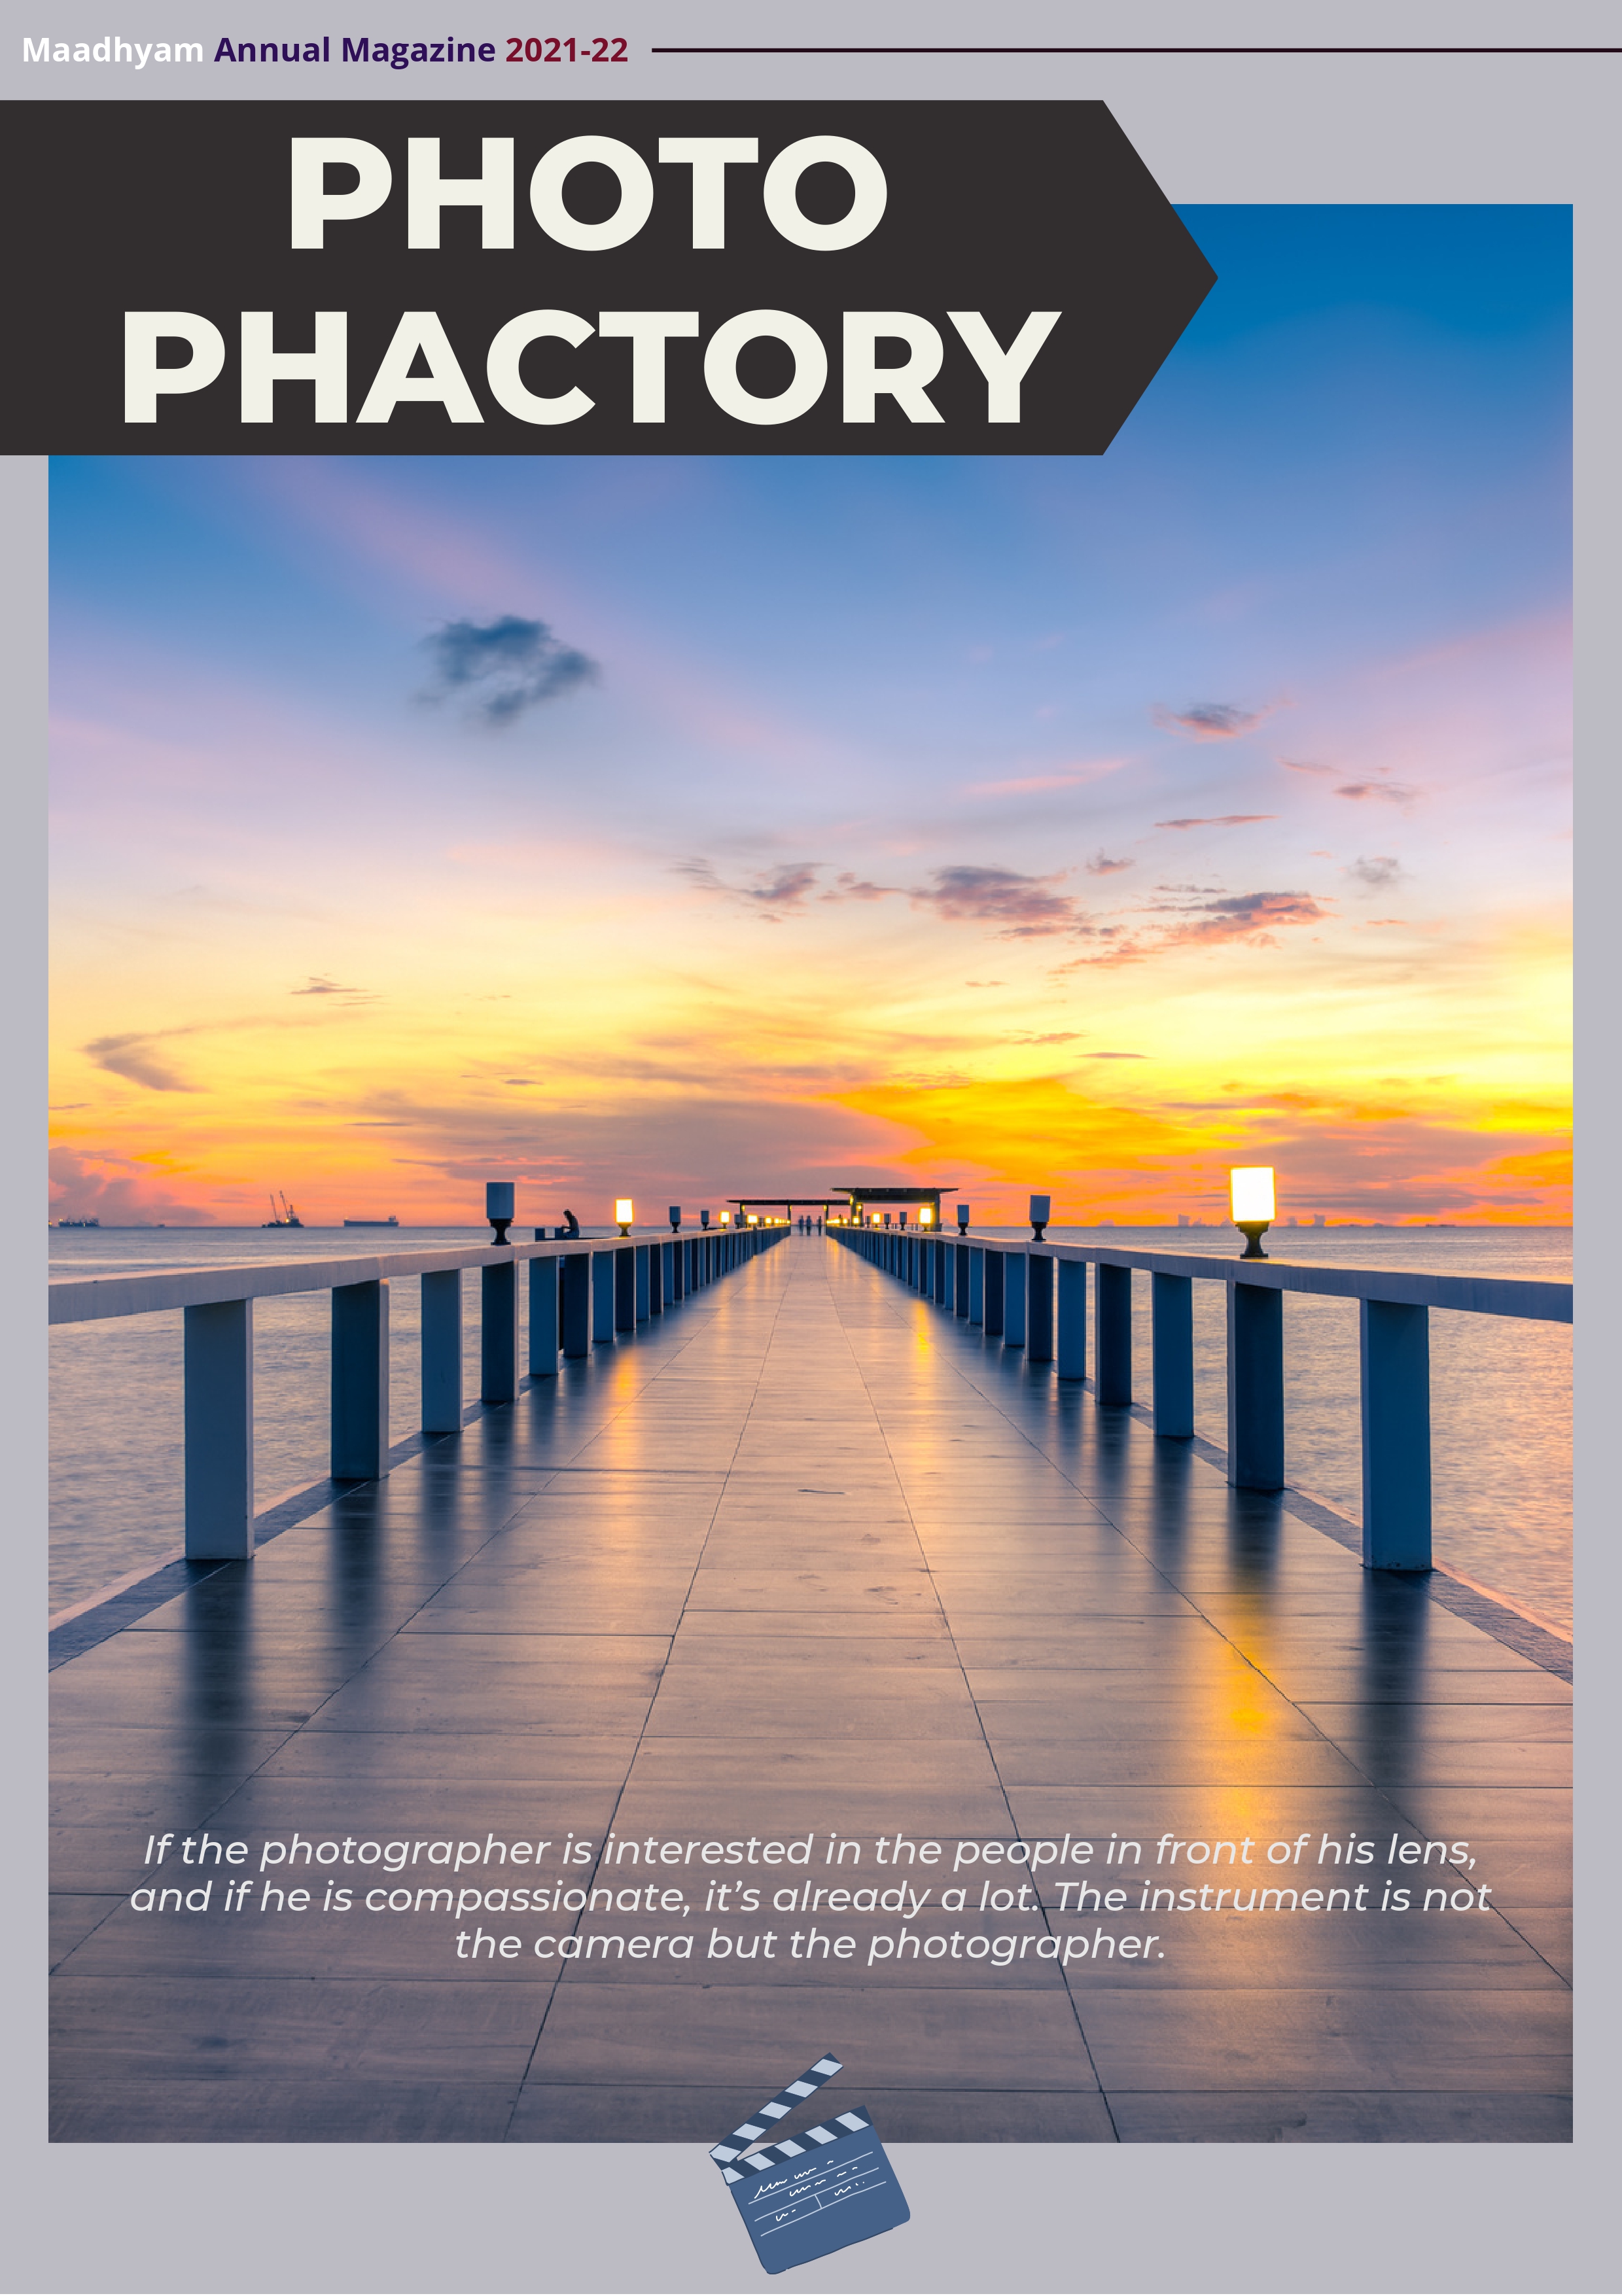 Maadhyam Annual Magazine 2021-22
PHOTO
PHACTORY
If the photographer is interested in the people in front of his lens,
and if he is compassionate, it’s already a lot. The instrument is not
the camera but the photographer.